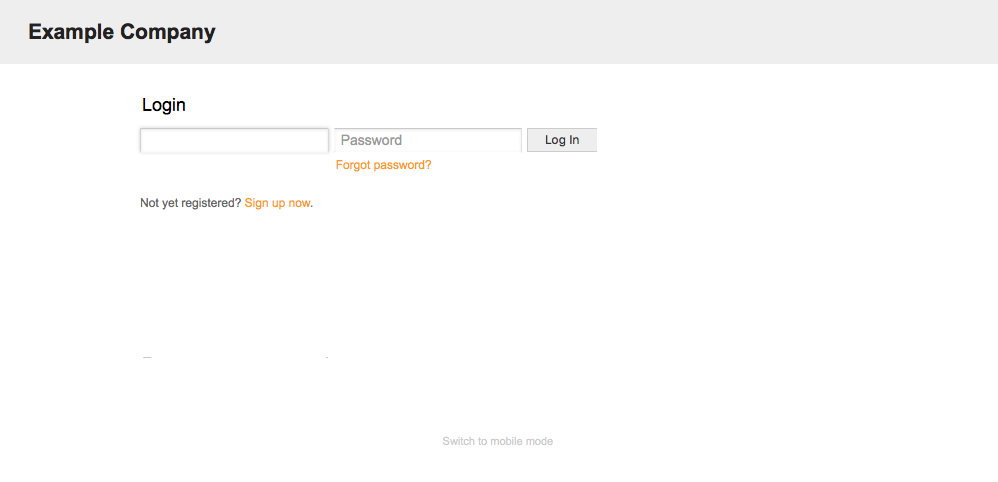 Example Company
Login
Password
Log In
Forgot password?
Not yet registered? Sign up now.
Switch to mobile mode